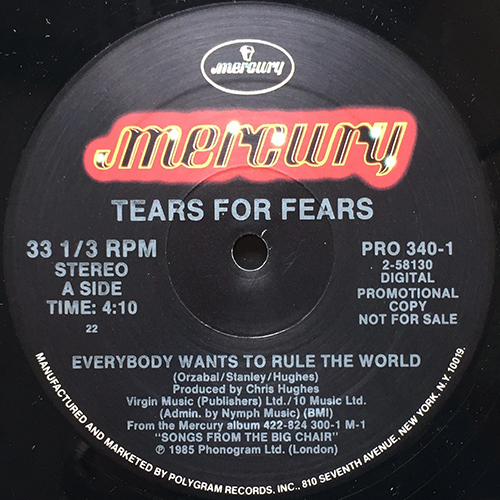 mercury
mercury
TEARS FOR FEARS
33 1/3 RPM
STEREO
A SIDE
TIME: 4:10
22
PRO 340-1
2-58130
DIGITAL
PROMOTIONAL
COPY
NOT FOR SALE
EVERYBODY WANTS TO RULE THE WORLD
(Orzabal/Stanley/Hughes)
Produced by Chris Hughes
Virgin Music (Publishers) Ltd./10 Music Ltd.
(Admin. by Nymph Music) (BMI)
From the Mercury album 422-824 300-1 M-1
"SONGS FROM THE BIG CHAIR"
℗ 1985 Phonogram Ltd. (London)
MANUFACTURED AND MARKETED BY POLYGRAM RECORDS, INC., 810 SEVENTH AVENUE, NEW YORK, N.Y. 10019.